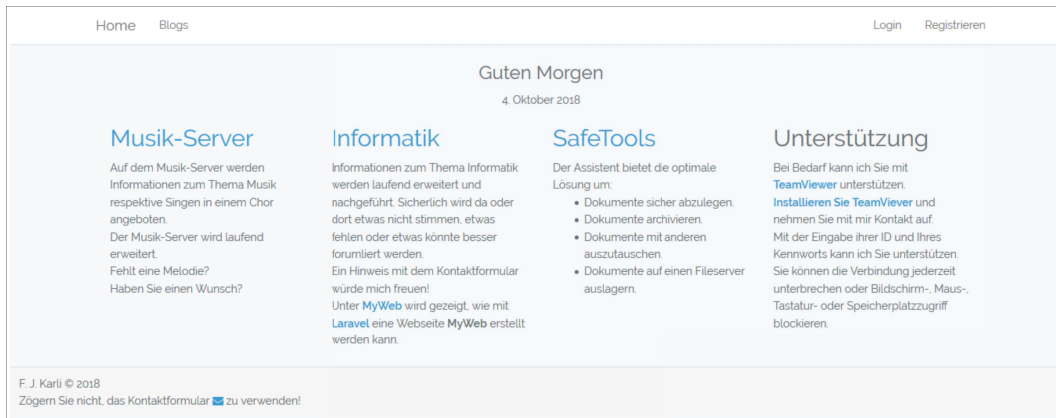 Home Blogs Login Registrieren
Guten Morgen
4. Oktober 2018
Musik-Server
Auf dem Musik-Server werden
Informationen zum Thema Musik
respektive Singen in einem Chor
angeboten.
Der Musik-Server wird laufend
erweitert.
Fehlt eine Melodie?
Haben Sie einen Wunsch?
Informatik
Informationen zum Thema Informatik
werden laufend erweitert und
nachgeführt. Sicherlich wird da oder
dort etwas nicht stimmen, etwas
fehlen oder etwas könnte besser
forumliert werden.
Ein Hinweis mit dem Kontaktformular
würde mich freuen!
Unter MyWeb wird gezeigt, wie mit
Laravel eine Webseite MyWeb erstellt
werden kann.
SafeTools
Der Assistent bietet die optimale
Lösung um:
• Dokumente sicher abzulegen.
• Dokumente archivieren.
• Dokumente mit anderen
auszutauschen.
• Dokumente auf einen Fileserver
auslagern.
Unterstützung
Bei Bedarf kann ich Sie mit
TeamViewer unterstützen.
Installieren Sie TeamViever und
nehmen Sie mit mir Kontakt auf.
Mit der Eingabe ihrer ID und Ihres
Kennworts kann ich Sie unterstützen.
Sie können die Verbindung jederzeit
unterbrechen oder Bildschirm-, Maus-,
Tastatur- oder Speicherplatzzugriff
blockieren.
F. J. Karli © 2018
Zögern Sie nicht, das Kontaktformular zu verwenden!